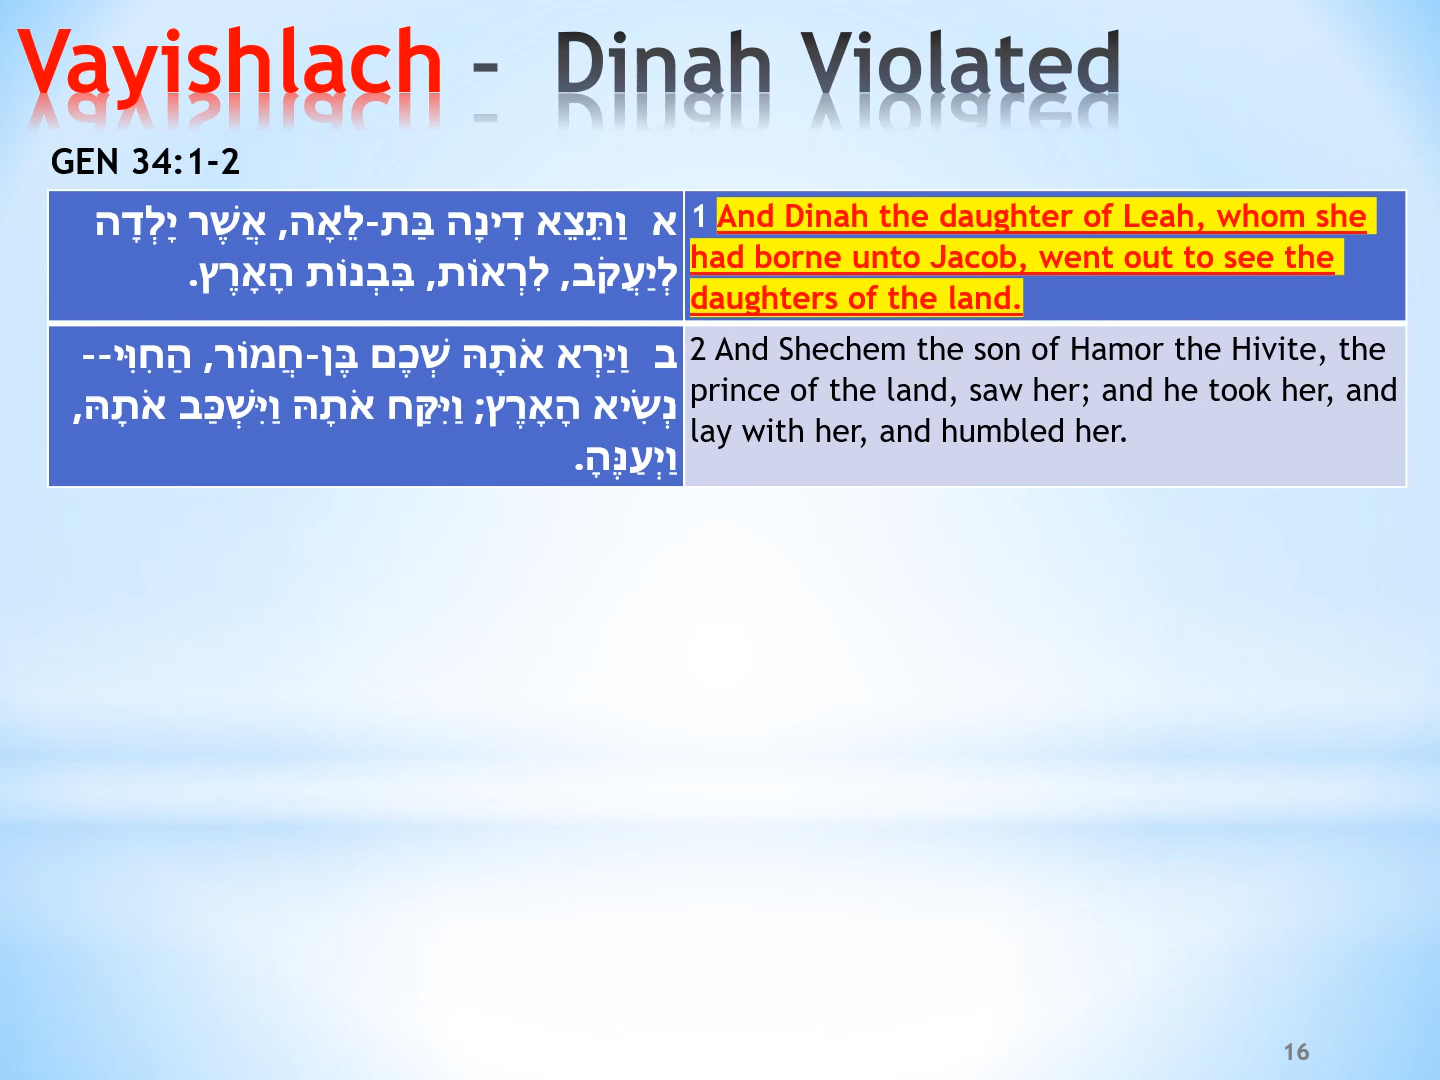 Vayishlach – Dinah Violated
GEN 34:1-2
א  וַתֵּצֵא דִינָה בַּת-לֵאָה, אֲשֶׁר יָלְדָה
לְיַעֲקֹב, לִרְאוֹת, בִּבְנוֹת הָאָרֶץ.
1 And Dinah the daughter of Leah, whom she
had borne unto Jacob, went out to see the
daughters of the land.
ב  וַיַּרְא אֹתָהּ שְׁכֶם בֶּן-חֲמוֹר, הַחִוִּי--
נְשִׂיא הָאָרֶץ; וַיִּקַּח אֹתָהּ וַיִּשְׁכַּב אֹתָהּ,
וַיְעַנֶּהָ.
2 And Shechem the son of Hamor the Hivite, the
prince of the land, saw her; and he took her, and
lay with her, and humbled her.
16